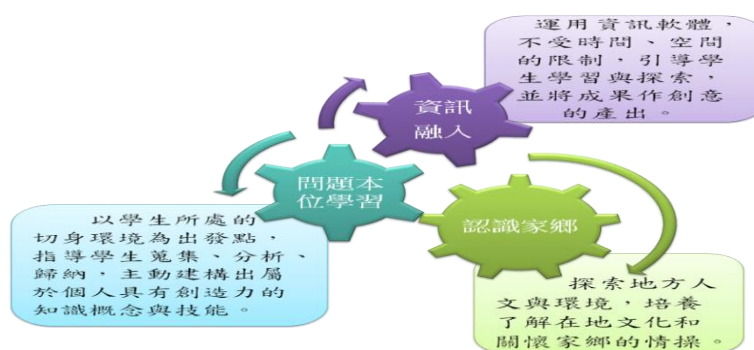 運用資訊軟體，
不受時間、空間
的限制，引導學
生學習與探索，
並將成果作創意
的產出。
資訊
融入
問題本
位學習
認識家鄉
以學生所處的
切身環境為出發點，
指導學生蒐集、分析、
歸納，主動建構出屬
於個人具有創造力的
知識概念與技能。
探索地方人
文與環境，培養
了解在地文化和
關懷家鄉的情操。